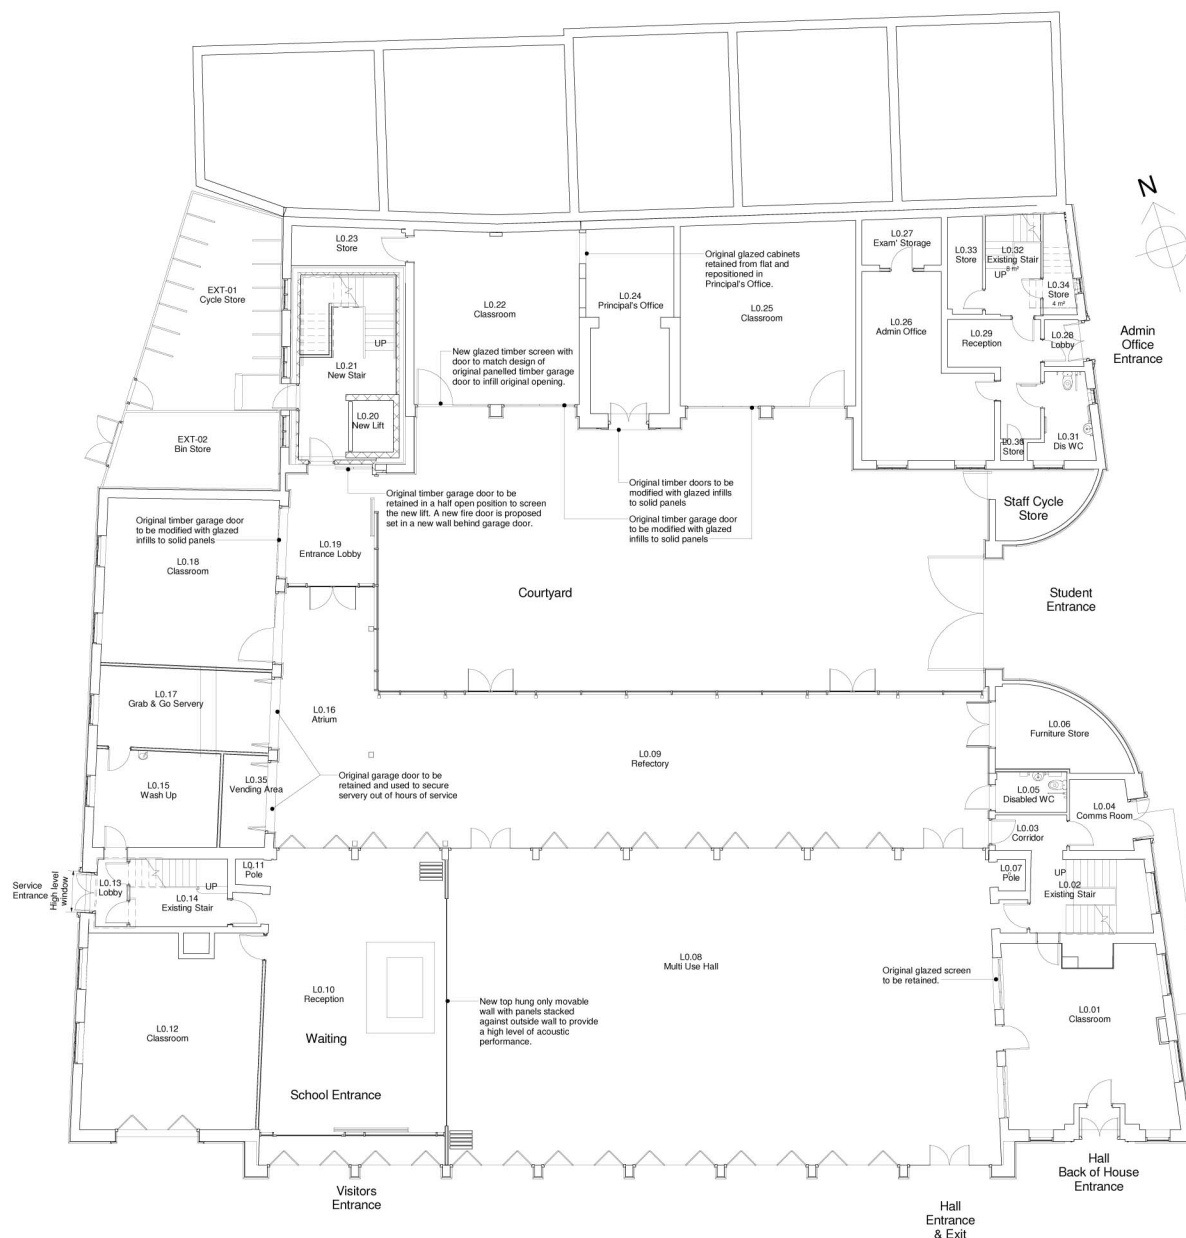 N
L0.23
Store
L0.27
Exam' Storage
L0.33
Store
L0.32
Existing Stair
8 m²
UP
L0.34
Store
4 m²
Original glazed cabinets
retained from flat and
repositioned in
Principal's Office.
EXT-01
Cycle Store
L0.22
Classroom
L0.24
Principal's Office
L0.25
Classroom
L0.26
Admin Office
L0.29
Reception
L0.28
Lobby
Admin
Office
Entrance
UP
L0.21
New Stair
New glazed timber screen with
door to match design of
original panelled timber garage
door to infill original opening.
L0.20
New Lift
EXT-02
Bin Store
L0.31
Dis WC
L0.30
Store
Original timber garage door to be
retained in a half open position to screen
the new lift. A new fire door is proposed
set in a new wall behind garage door.
Original timber doors to be
modified with glazed infills
to solid panels
Original timber garage door
to be modified with glazed
infills to solid panels
Staff Cycle
Store
Original timber garage door
to be modified with glazed
infills to solid panels
L0.19
Entrance Lobby
L0.18
Classroom
Courtyard
Student
Entrance
L0.17
Grab & Go Servery
L0.16
Atrium
L0.06
Furniture Store
L0.09
Refectory
L0.15
Wash Up
L0.35
Vending Area
Original garage door to be
retained and used to secure
servery out of hours of service
L0.05
Disabled WC
L0.04
Comms Room
L0.03
Corridor
Service
Entrance
High level
window
L0.13
Lobby
UP
L0.14
Existing Stair
L0.11
Pole
L0.07
Pole
UP
L0.02
Existing Stair
L0.08
Multi Use Hall
Original glazed screen
to be retained.
L0.10
Reception
New top hung only movable
wall with panels stacked
against outside wall to provide
a high level of acoustic
performance.
L0.12
Classroom
Waiting
L0.01
Classroom
School Entrance
Visitors
Entrance
Hall
Entrance
& Exit
Hall
Back of House
Entrance